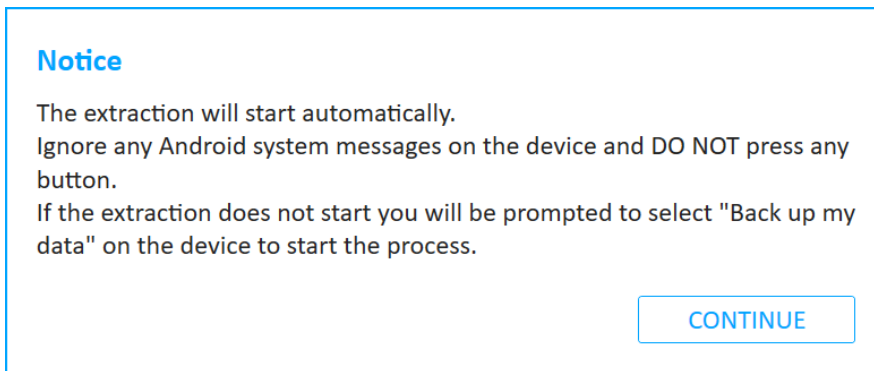 Notice
The extraction will start automatically.
Ignore any Android system messages on the device and DO NOT press any
button.
If the extraction does not start you will be prompted to select "Back up my
data" on the device to start the process.
CONTINUE